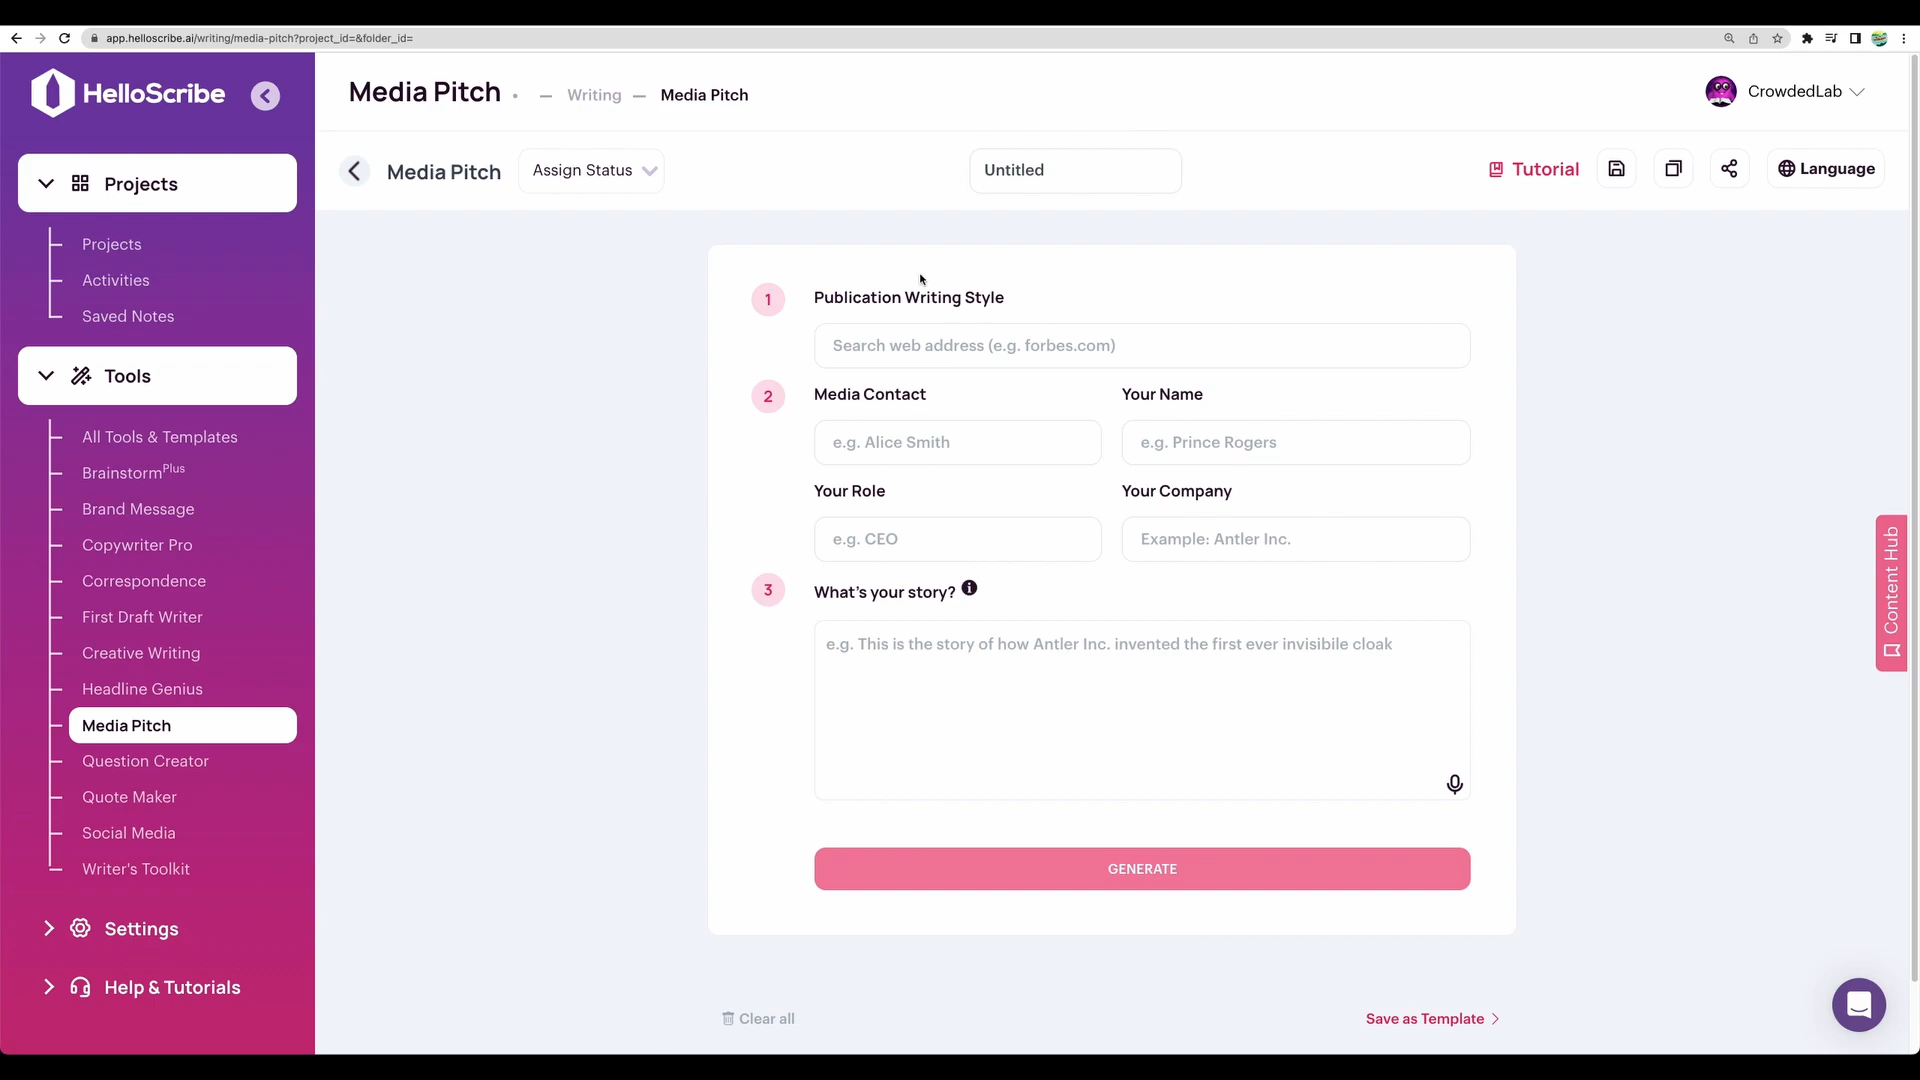 app.helloscribe.ai/writing/media-pitch?project_id=&folder_id=
HelloScribe
Media Pitch · — Writing — Media Pitch
CrowdedLab
Media Pitch
Assign Status
Untitled
Tutorial
Language
Projects
Projects
Activities
Saved Notes
Tools
All Tools & Templates
BrainstormPlus
Brand Message
Copywriter Pro
Correspondence
First Draft Writer
Creative Writing
Headline Genius
Media Pitch
Question Creator
Quote Maker
Social Media
Writer's Toolkit
Settings
Help & Tutorials
1 Publication Writing Style
Search web address (e.g. forbes.com)
2 Media Contact Your Name
e.g. Alice Smith e.g. Prince Rogers
Your Role Your Company
e.g. CEO Example: Antler Inc.
3 What's your story?
e.g. This is the story of how Antler Inc. invented the first ever invisibile cloak
GENERATE
Clear all
Save as Template
Content Hub